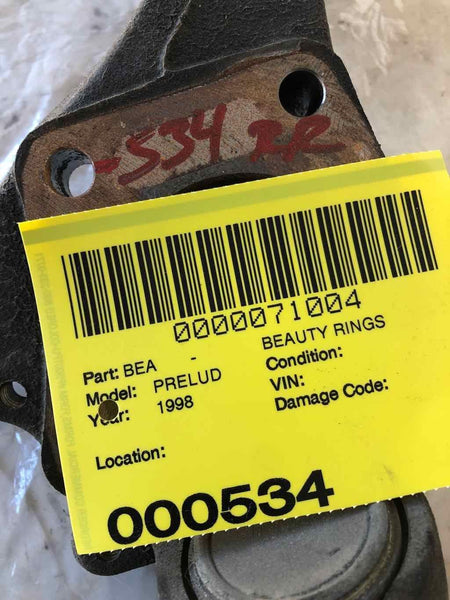 -534 RR
0000071004
Part: BEA - BEAUTY RINGS
Model: PRELUD Condition:
Year: 1998 VIN:
Damage Code:
Location:
000534